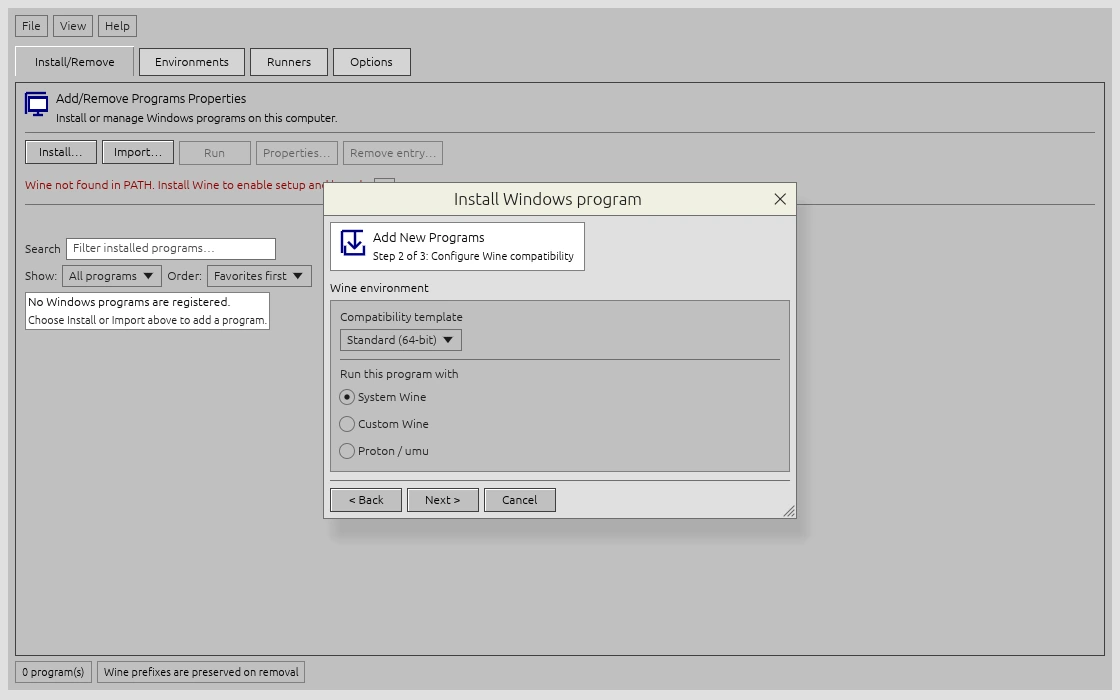 File View Help
Install/Remove Environments Runners Options
Add/Remove Programs Properties
Install or manage Windows programs on this computer.
Install... Import... Run Properties... Remove entry...
Wine not found in PATH. Install Wine to enable setup and
Install Windows program
Add New Programs
Step 2 of 3: Configure Wine compatibility
Search Filter installed programs...
Show: All programs Order: Favorites first
No Windows programs are registered.
Choose Install or Import above to add a program.
Wine environment
Compatibility template
Standard (64-bit)
Run this program with
System Wine
Custom Wine
Proton / umu
< Back Next > Cancel
0 program(s) Wine prefixes are preserved on removal